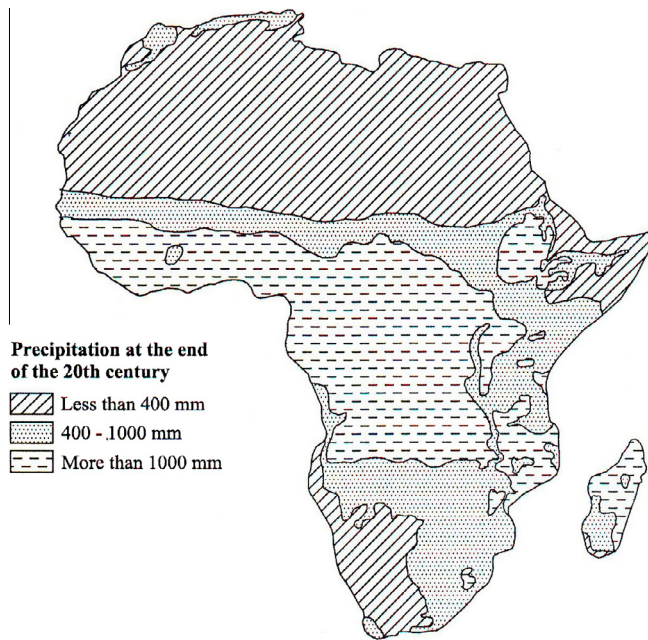 Precipitation at the end
of the 20th century
Less than 400 mm
400 - .1000 mm
More than 1000 mm